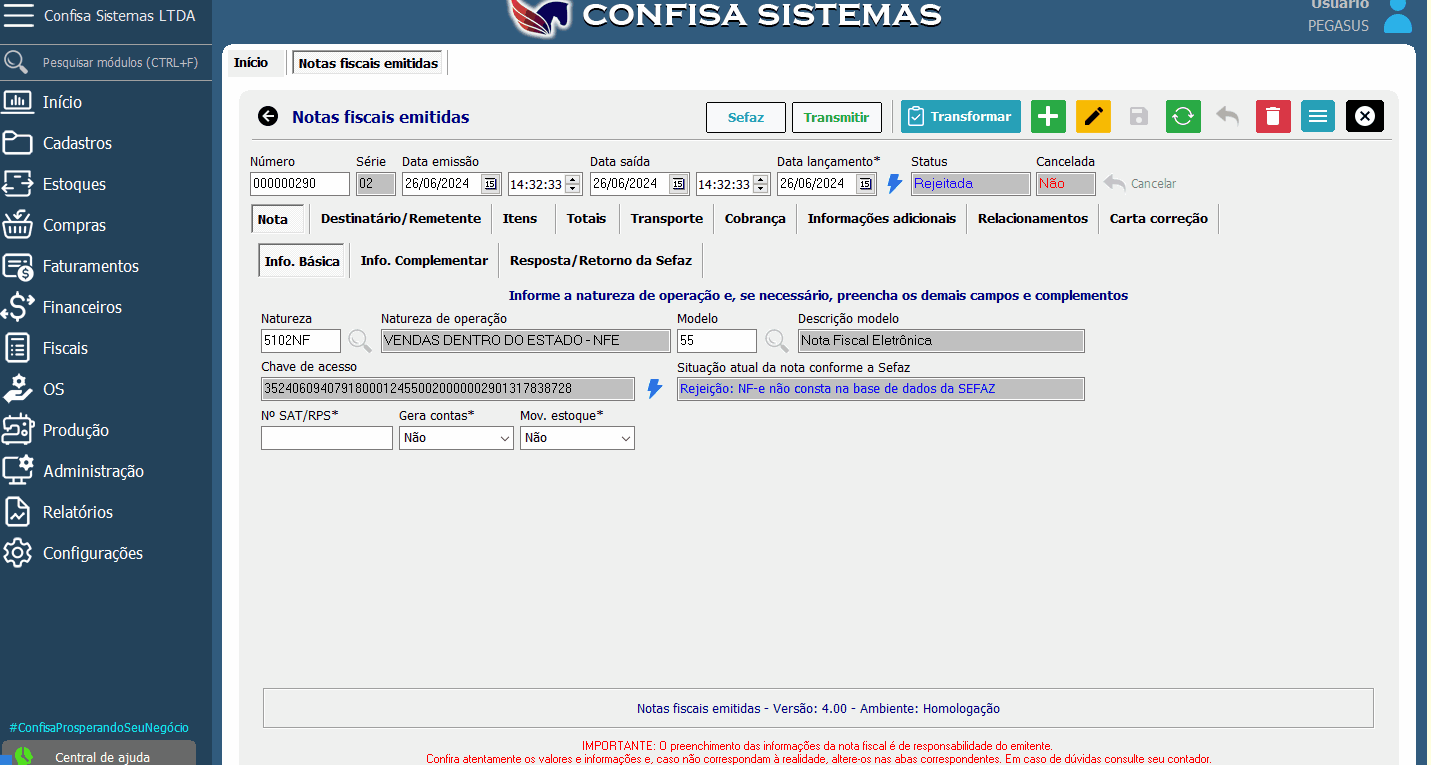 Confisa Sistemas LTDA
CONFISA SISTEMAS
Usuário
PEGASUS
Pesquisar módulos (CTRL+F)
Início
Cadastros
Estoques
Compras
Faturamentos
Financeiros
Fiscais
OS
Produção
Administração
Relatórios
Configurações
#ConfisaProsperandoSeuNegócio
Central de ajuda
Início Notas fiscais emitidas
Notas fiscais emitidas Sefaz Transmitir Transformar
Número Série Data emissão Data saída Data lançamento* Status Cancelada
000000290 02 26/06/2024 15 14:32:33 26/06/2024 15 14:32:33 26/06/2024 15 Rejeitada Não Cancelar
Nota Destinatário/Remetente Itens Totais Transporte Cobrança Informações adicionais Relacionamentos Carta correção
Info. Básica Info. Complementar Resposta/Retorno da Sefaz
Informe a natureza de operação e, se necessário, preencha os demais campos e complementos
Natureza Natureza de operação Modelo Descrição modelo
5102NF VENDAS DENTRO DO ESTADO - NFE 55 Nota Fiscal Eletrônica
Chave de acesso Situação atual da nota conforme a Sefaz
35240609407918000124550020000002901317838728 Rejeição: NF-e não consta na base de dados da SEFAZ
Nº SAT/RPS* Gera contas* Mov. estoque*
Não Não
Notas fiscais emitidas - Versão: 4.00 - Ambiente: Homologação
IMPORTANTE: O preenchimento das informações da nota fiscal é de responsabilidade do emitente.
Confira atentamente os valores e informações e, caso não correspondam à realidade, altere-os nas abas correspondentes. Em caso de dúvidas consulte seu contador.